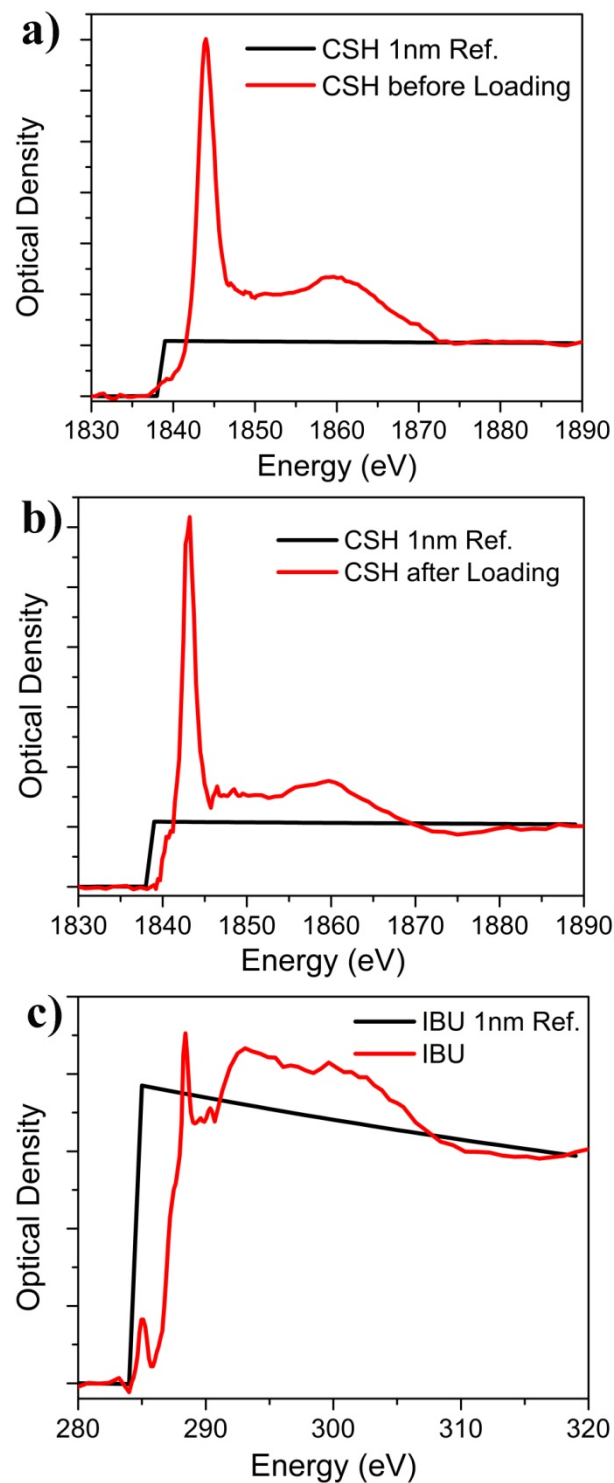 a)
CSH 1nm Ref.
CSH before Loading
Optical Density
1830 1840 1850 1860 1870 1880 1890
Energy (eV)
b)
CSH 1nm Ref.
CSH after Loading
Optical Density
1830 1840 1850 1860 1870 1880 1890
Energy (eV)
c)
IBU 1nm Ref.
IBU
Optical Density
280 290 300 310 320
Energy (eV)